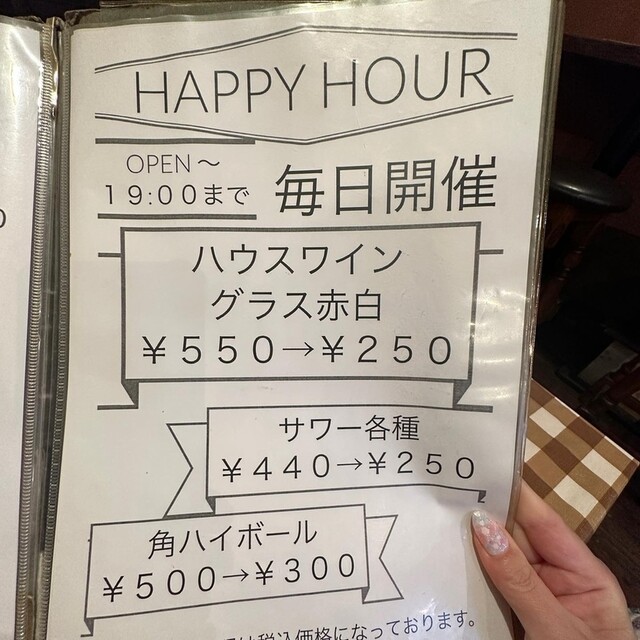 HAPPY HOUR
OPEN～
19:00まで
毎日開催
ハウスワイン
グラス赤白
￥550→￥250
サワー各種
￥440→￥250
角ハイボール
￥500→￥300
税込価格になっております。